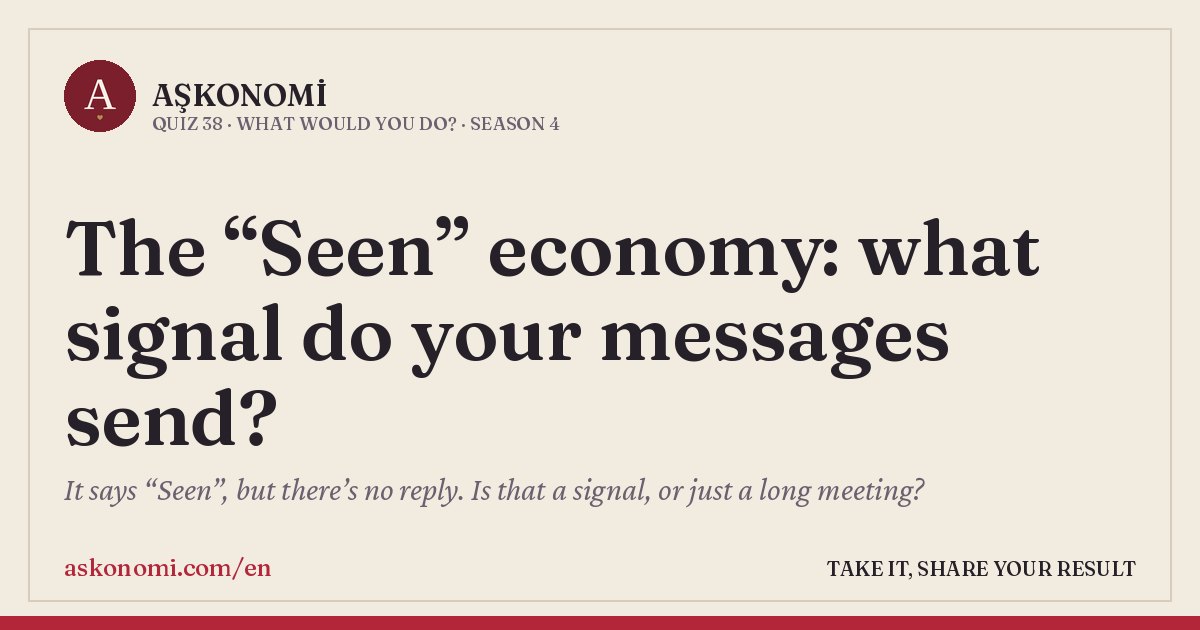 A
AŞKONOMİ
QUIZ 38 · WHAT WOULD YOU DO? · SEASON 4
The “Seen” economy: what
signal do your messages
send?
It says “Seen”, but there’s no reply. Is that a signal, or just a long meeting?
askonomi.com/en
TAKE IT, SHARE YOUR RESULT